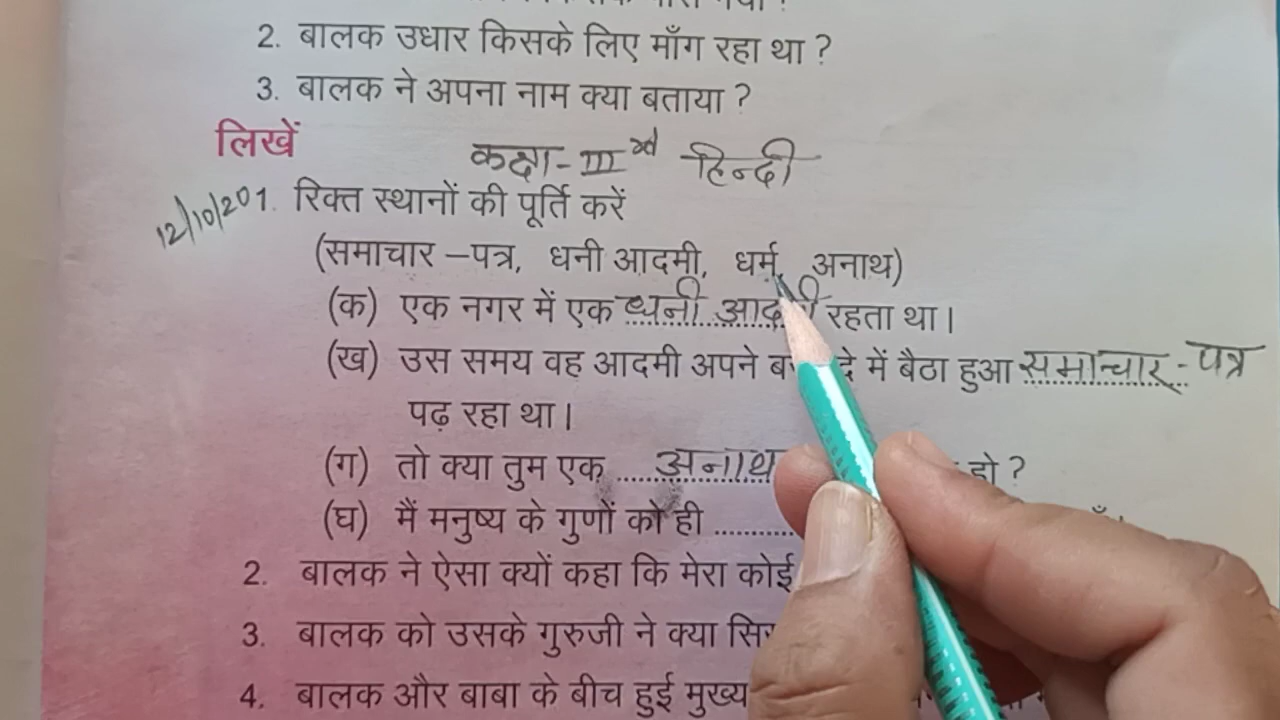 2. बालक उधार किसके लिए माँग रहा था ?
3. बालक ने अपना नाम क्या बताया ?
लिखें
कक्षा - III rd हिन्दी
12/10/20 1. रिक्त स्थानों की पूर्ति करें
(समाचार –पत्र, धनी आदमी, धर्म, अनाथ)
(क) एक नगर में एक धनी आदमी रहता था।
(ख) उस समय वह आदमी अपने में बैठा हुआ समाचार - पत्र
पढ़ रहा था।
(ग) तो क्या तुम एक अनाथ हो ?
(घ) मैं मनुष्य के गुणों को ही ..........
2. बालक ने ऐसा क्यों कहा कि मेरा कोई
3. बालक को उसके गुरुजी ने क्या
4. बालक और बाबा के बीच हुई मुख्य